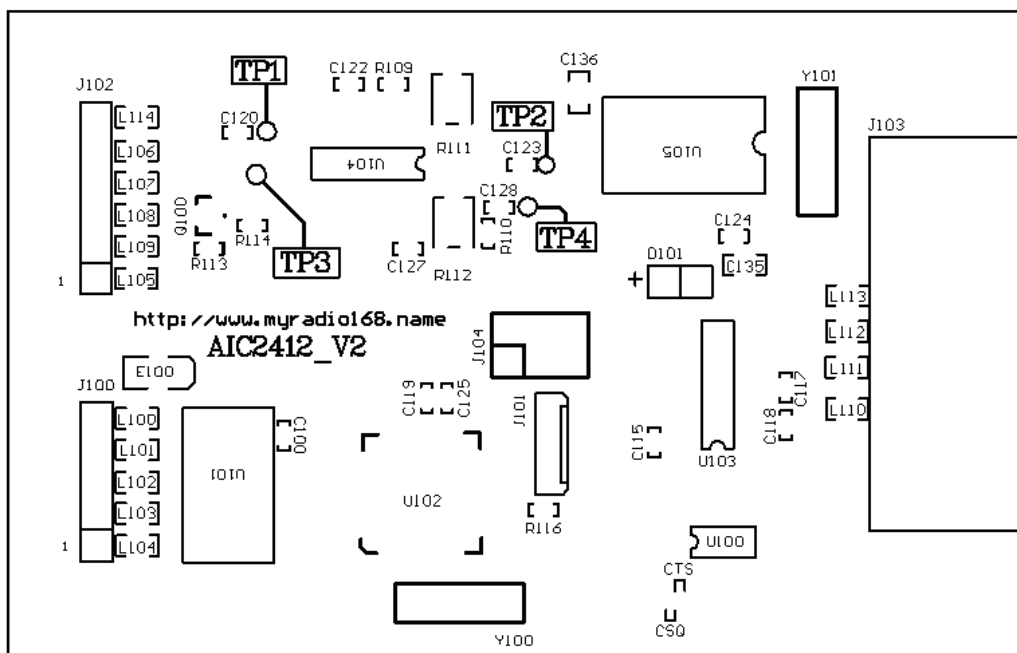 C136
TP1
C122 R109
Y101
J102
TP2
L114
J103
C120
C123
R111
L106
U104
U105
L107
C128
L108
Q100
R114
R110
C124
TP4
L109
R113
TP3
C127
R112
D101
C135
1
L105
+
L113
http://www.myradio168.name
AIC2412_V2
J104
L112
E100
L111
J100
C119
C125
J101
C117
L100
C118
L110
C100
C115
L101
U103
U101
L102
U102
L103
R116
1
L104
U100
CTS
CSQ
Y100